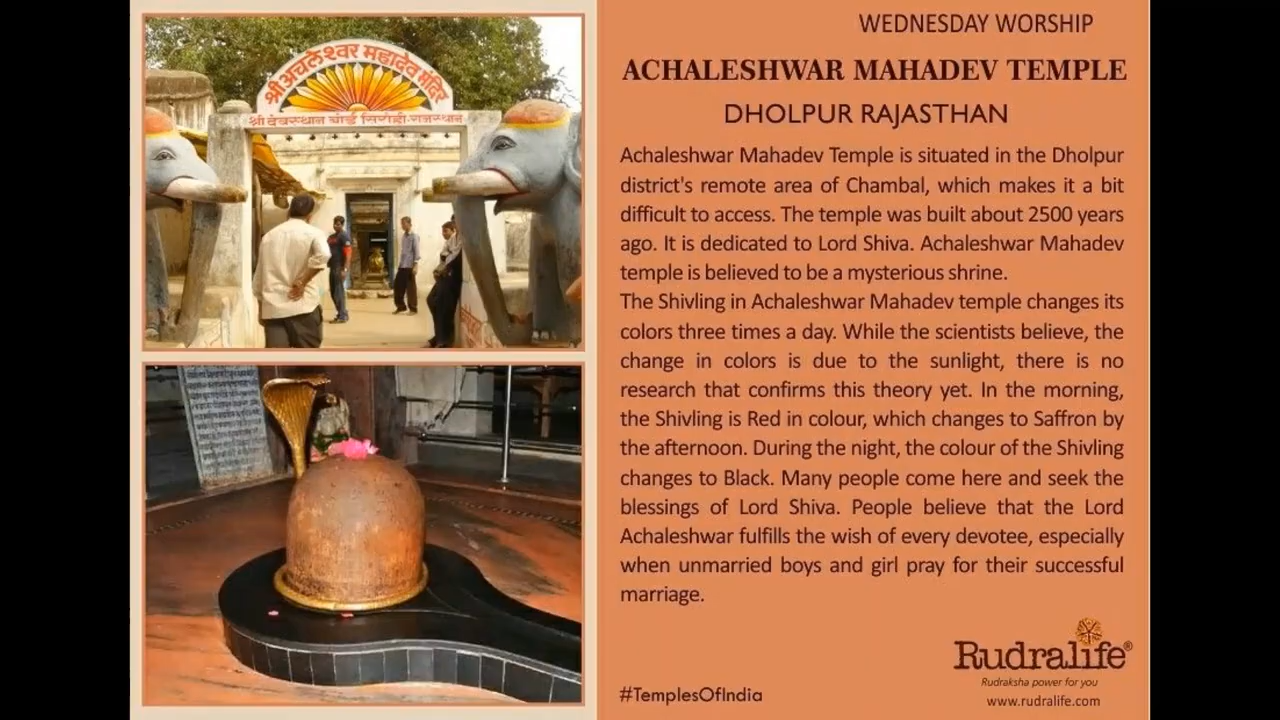 श्री अचलेश्वर महादेव मंदिर
श्री देवस्थान बोर्ड सिरोही-राजस्थान
WEDNESDAY WORSHIP
ACHALESHWAR MAHADEV TEMPLE
DHOLPUR RAJASTHAN
Achaleshwar Mahadev Temple is situated in the Dholpur
district's remote area of Chambal, which makes it a bit
difficult to access. The temple was built about 2500 years
ago. It is dedicated to Lord Shiva. Achaleshwar Mahadev
temple is believed to be a mysterious shrine.
The Shivling in Achaleshwar Mahadev temple changes its
colors three times a day. While the scientists believe, the
change in colors is due to the sunlight, there is no
research that confirms this theory yet. In the morning,
the Shivling is Red in colour, which changes to Saffron by
the afternoon. During the night, the colour of the Shivling
changes to Black. Many people come here and seek the
blessings of Lord Shiva. People believe that the Lord
Achaleshwar fulfills the wish of every devotee, especially
when unmarried boys and girl pray for their successful
marriage.
Rudralife®
Rudraksha power for you
www.rudralife.com
#TemplesOfIndia